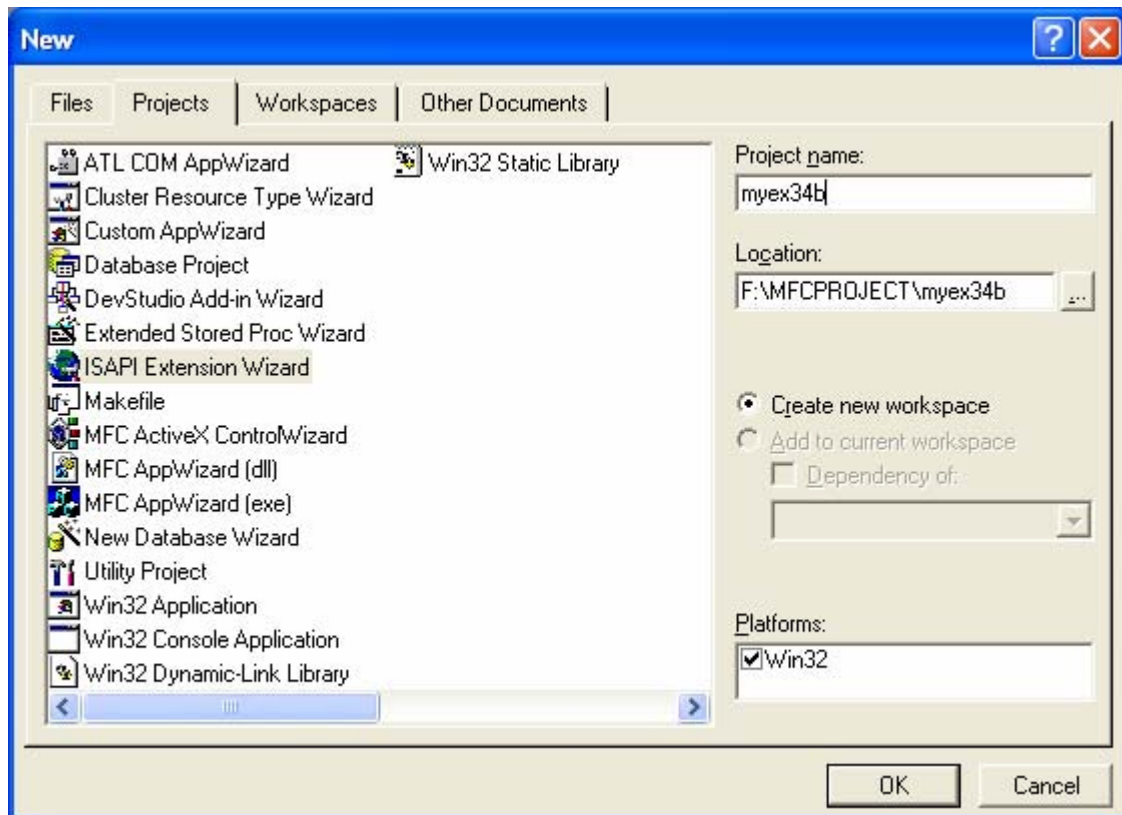 New
Files
Projects
Workspaces
Other Documents
ATL COM AppWizard
Cluster Resource Type Wizard
Custom AppWizard
Database Project
DevStudio Add-in Wizard
Extended Stored Proc Wizard
ISAPI Extension Wizard
Makefile
MFC ActiveX ControlWizard
MFC AppWizard (dll)
MFC AppWizard (exe)
New Database Wizard
Utility Project
Win32 Application
Win32 Console Application
Win32 Dynamic-Link Library
Win32 Static Library
Project name:
myex34b
Location:
F:\MFCPROJECT\myex34b
...
Create new workspace
Add to current workspace
Dependency of:
Platforms:
Win32
OK
Cancel